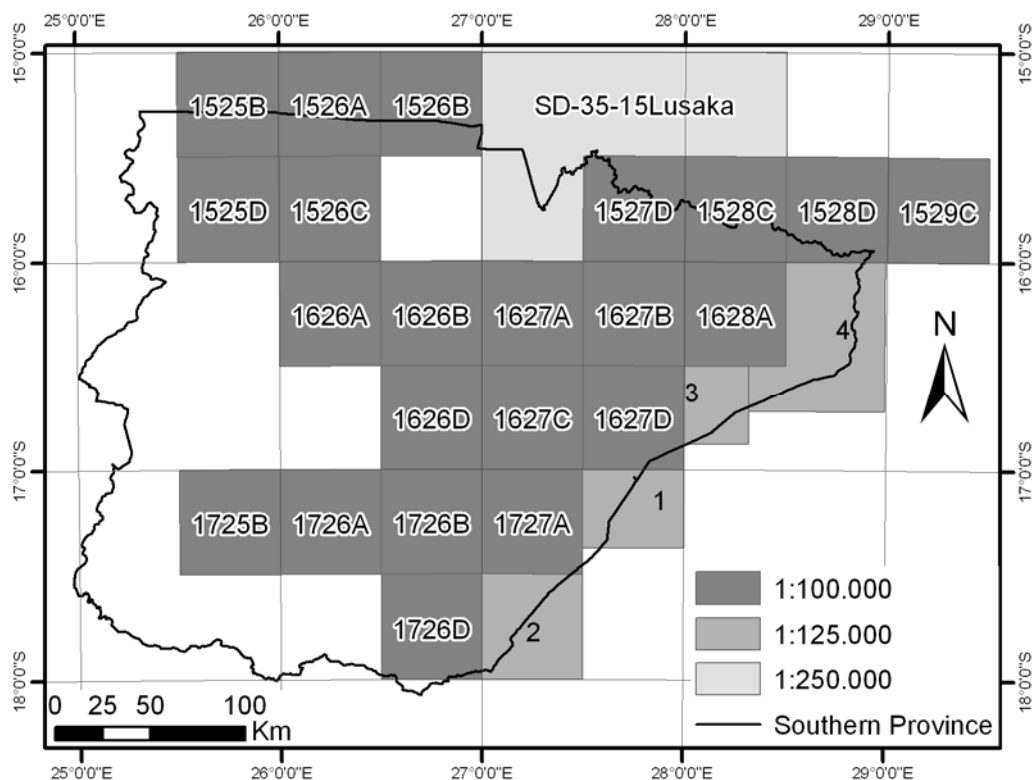 25°0'0"E 26°0'0"E 27°0'0"E 28°0'0"E 29°0'0"E
15°0'0"S 15°0'0"S
1525B 1526A 1526B SD-35-15Lusaka
1525D 1526C 1527D 1528C 1528D 1529C
16°0'0"S 16°0'0"S
1626A 1626B 1627A 1627B 1628A 4
N
1626D 1627C 1627D 3
17°0'0"S 17°0'0"S
1725B 1726A 1726B 1727A 1
1:100.000
1726D 2 1:125.000
1:250.000
18°0'0"S 18°0'0"S
0 25 50 100
Km
Southern Province
25°0'0"E 26°0'0"E 27°0'0"E 28°0'0"E 29°0'0"E